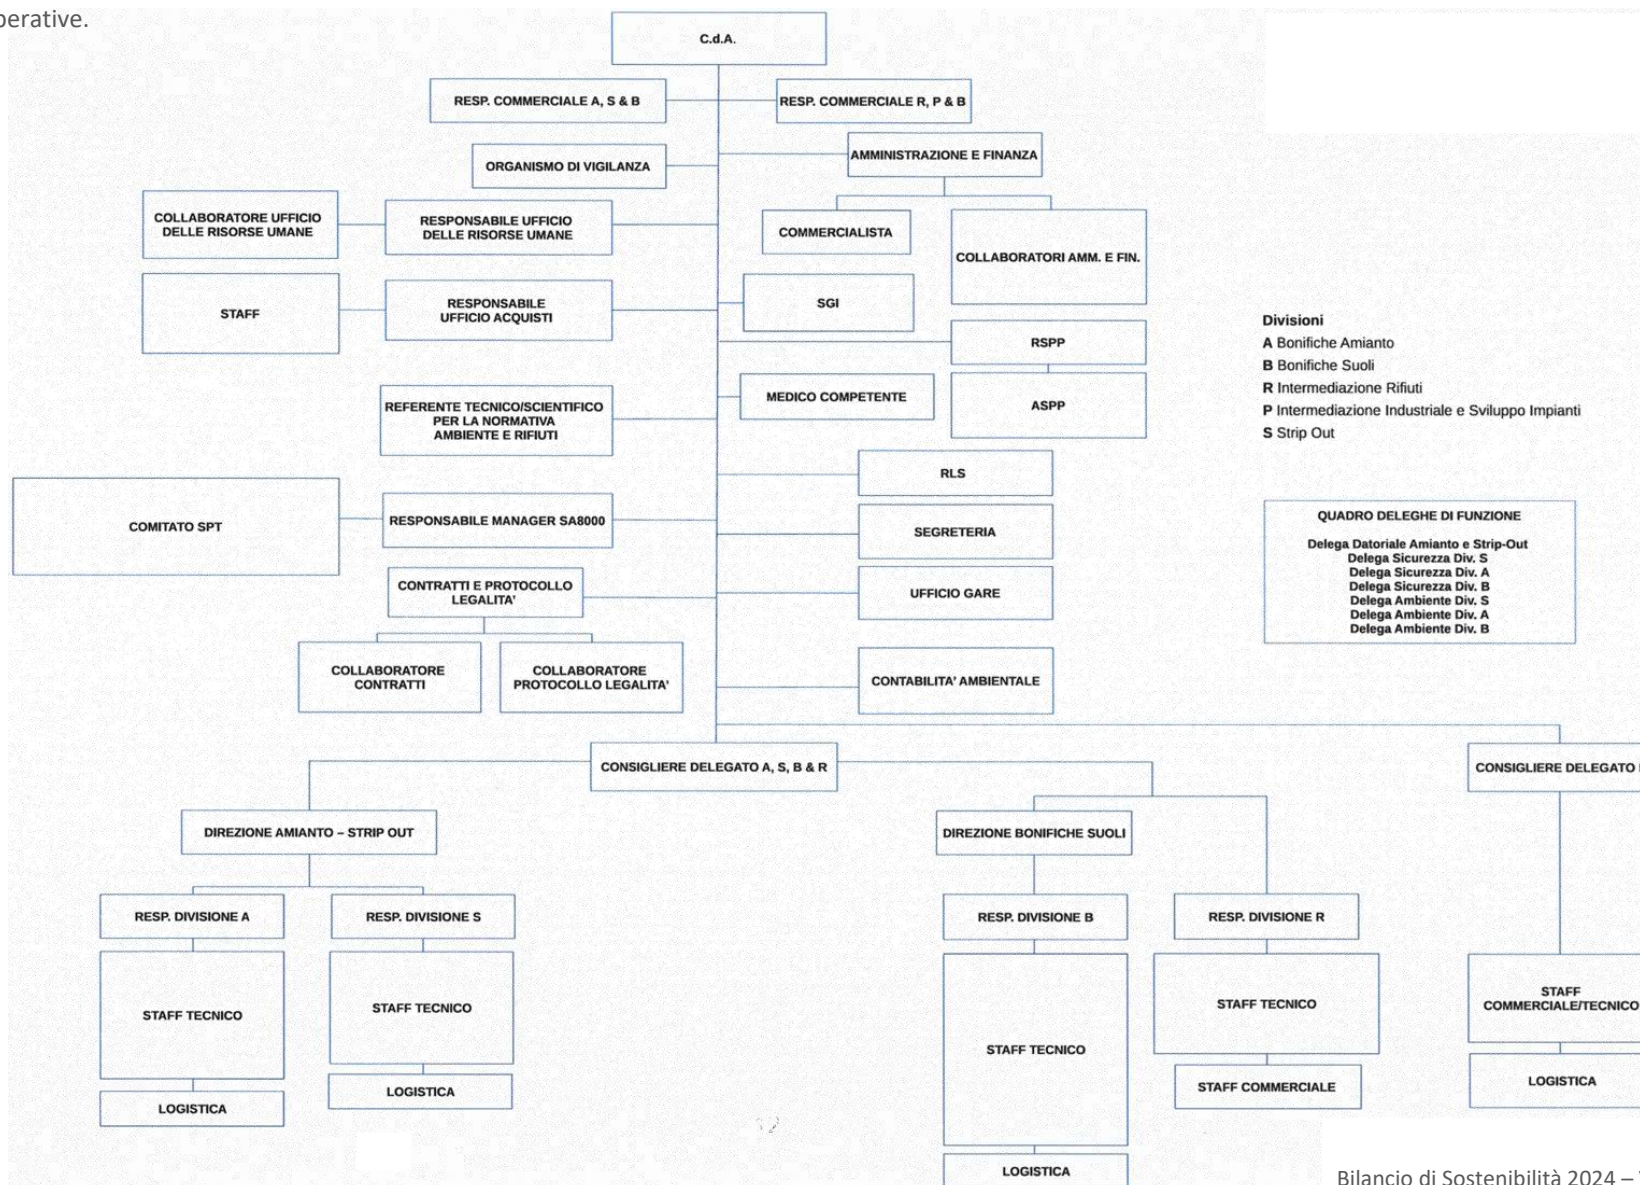 perative.
C.d.A.
RESP. COMMERCIALE A, S & B
RESP. COMMERCIALE R, P & B
AMMINISTRAZIONE E FINANZA
ORGANISMO DI VIGILANZA
COLLABORATORE UFFICIO
DELLE RISORSE UMANE
RESPONSABILE UFFICIO
DELLE RISORSE UMANE
COMMERCIALISTA
COLLABORATORI AMM. E FIN.
STAFF
RESPONSABILE
UFFICIO ACQUISTI
SGI
RSPP
MEDICO COMPETENTE
ASPP
REFERENTE TECNICO/SCIENTIFICO
PER LA NORMATIVA
AMBIENTE E RIFIUTI
Divisioni
A Bonifiche Amianto
B Bonifiche Suoli
R Intermediazione Rifiuti
P Intermediazione Industriale e Sviluppo Impianti
S Strip Out
RLS
COMITATO SPT
RESPONSABILE MANAGER SA8000
SEGRETERIA
QUADRO DELEGHE DI FUNZIONE
Delega Datoriale Amianto e Strip-Out
Delega Sicurezza Div. S
Delega Sicurezza Div. A
Delega Sicurezza Div. B
Delega Ambiente Div. S
Delega Ambiente Div. A
Delega Ambiente Div. B
CONTRATTI E PROTOCOLLO
LEGALITA'
UFFICIO GARE
COLLABORATORE
CONTRATTI
COLLABORATORE
PROTOCOLLO LEGALITA'
CONTABILITA' AMBIENTALE
CONSIGLIERE DELEGATO A, S, B & R
CONSIGLIERE DELEGATO
DIREZIONE AMIANTO – STRIP OUT
DIREZIONE BONIFICHE SUOLI
RESP. DIVISIONE A
RESP. DIVISIONE S
RESP. DIVISIONE B
RESP. DIVISIONE R
STAFF TECNICO
STAFF TECNICO
STAFF TECNICO
STAFF TECNICO
STAFF
COMMERCIALE/TECNICO
LOGISTICA
LOGISTICA
STAFF COMMERCIALE
LOGISTICA
LOGISTICA
Bilancio di Sostenibilità 2024 –